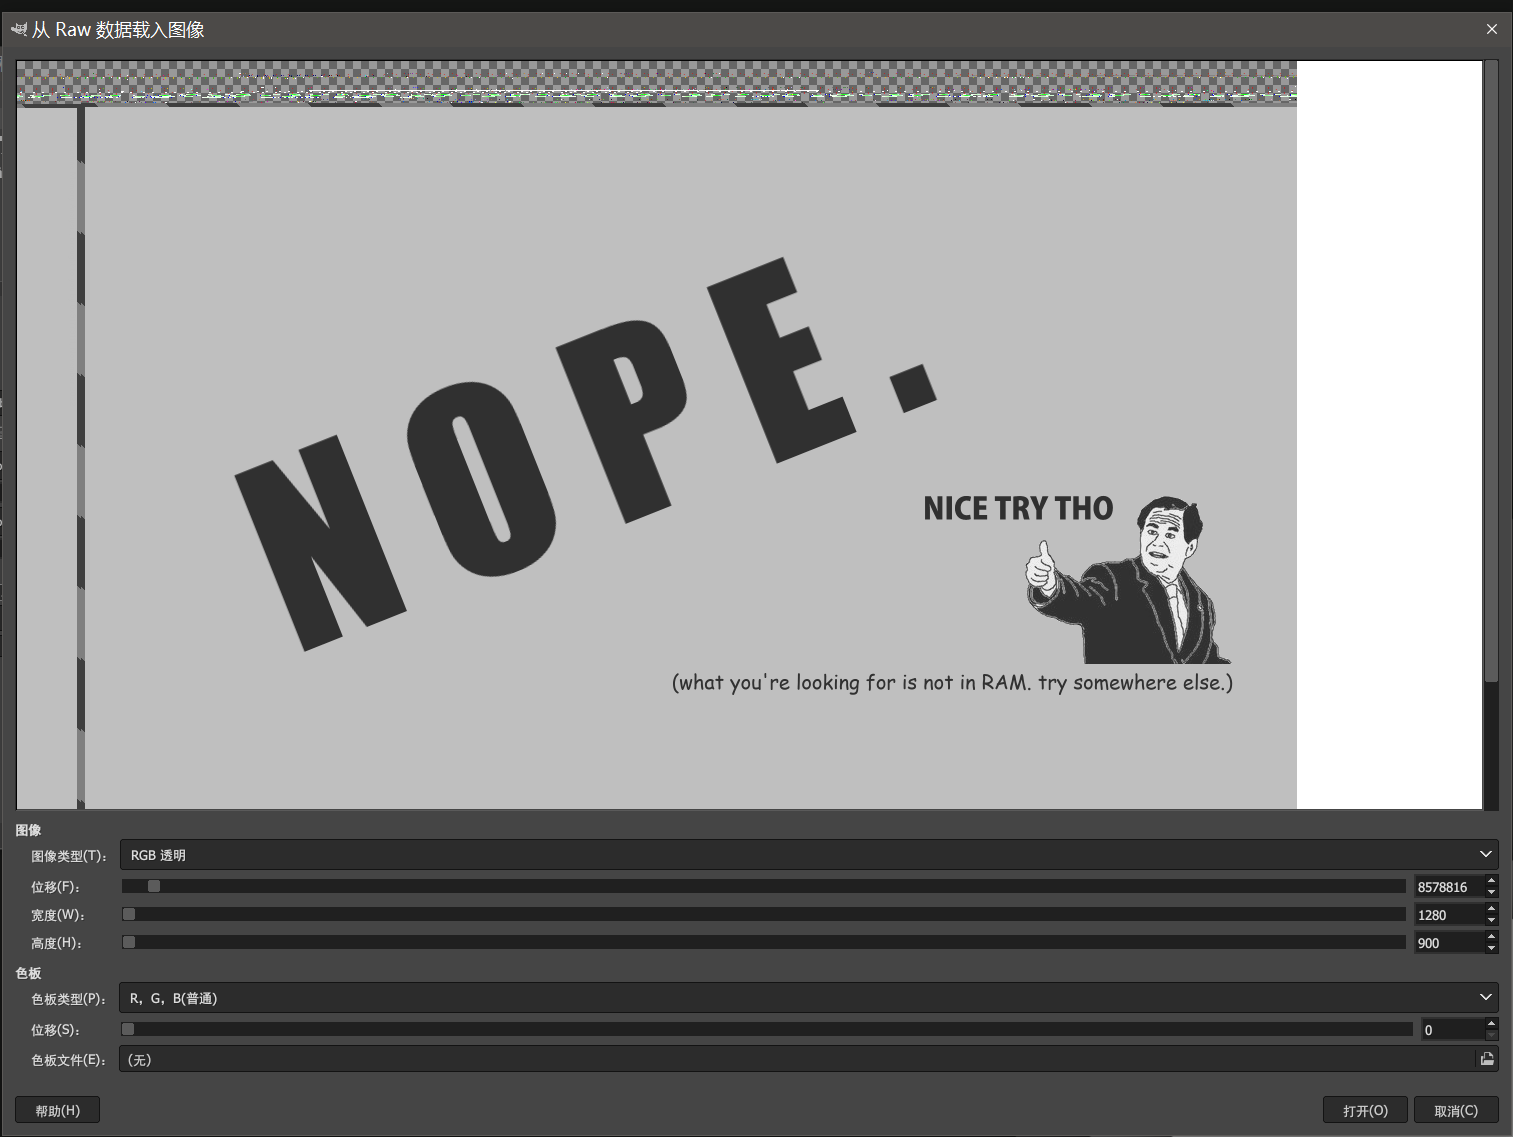 从 Raw 数据载入图像
NOPE.
NICE TRY THO
(what you're looking for is not in RAM. try somewhere else.)
图像
图像类型(T)： RGB 透明
位移(F)： 8578816
宽度(W)： 1280
高度(H)： 900
色板
色板类型(P)： R，G，B(普通)
位移(S)： 0
色板文件(E)： (无)
帮助(H) 打开(O) 取消(C)